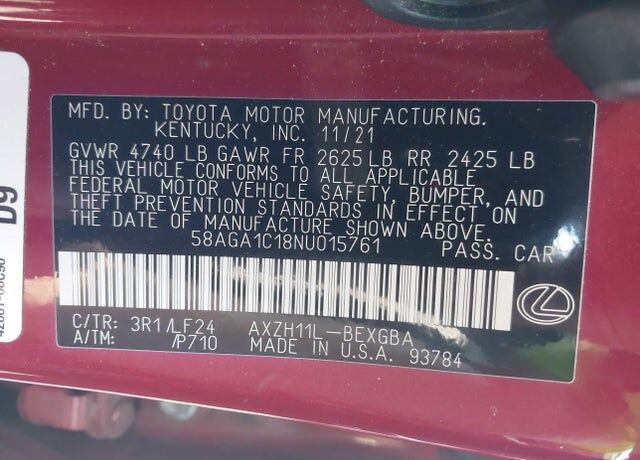 MFD. BY: TOYOTA MOTOR MANUFACTURING.
KENTUCKY, INC. 11/21
GVWR 4740 LB GAWR FR 2625 LB RR 2425 LB
THIS VEHICLE CONFORMS TO ALL APPLICABLE
FEDERAL MOTOR VEHICLE SAFETY, BUMPER, AND
THEFT PREVENTION STANDARDS IN EFFECT ON
THE DATE OF MANUFACTURE SHOWN ABOVE.
58AGA1C18NU015761 PASS. CAR
C/TR: 3R1/LF24 AXZH11L-BEXGBA
A/TM: /P710 MADE IN U.S.A. 93784
D9